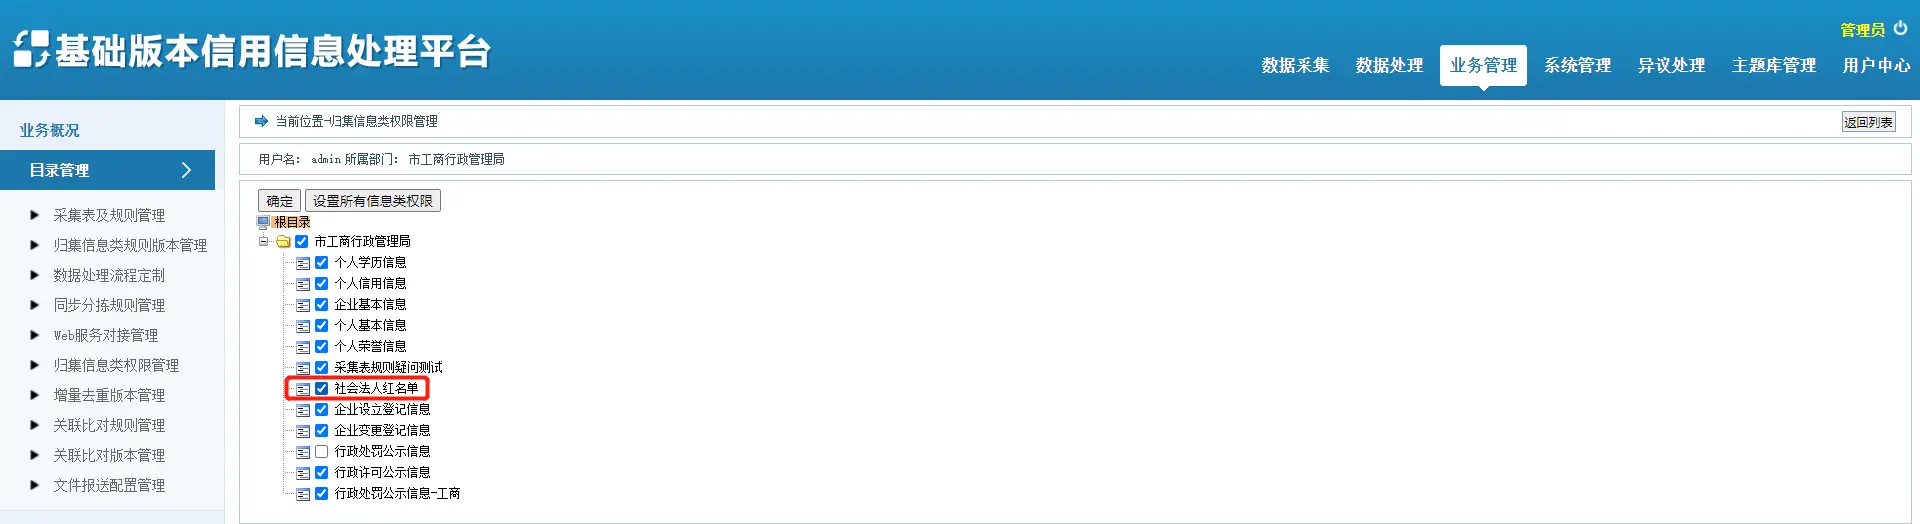 基础版本信用信息处理平台
管理员
数据采集 数据处理 业务管理 系统管理 异议处理 主题库管理 用户中心
业务概况
目录管理
采集表及规则管理
归集信息类规则版本管理
数据处理流程定制
同步分拣规则管理
Web服务对接管理
归集信息类权限管理
增量去重版本管理
关联比对规则管理
关联比对版本管理
文件报送配置管理
当前位置-归集信息类权限管理
返回列表
用户名: admin 所属部门: 市工商行政管理局
确定 设置所有信息类权限
根目录
市工商行政管理局
个人学历信息
个人信用信息
企业基本信息
个人基本信息
个人荣誉信息
采集表规则疑问测试
社会法人红名单
企业设立登记信息
企业变更登记信息
行政处罚公示信息
行政许可公示信息
行政处罚公示信息-工商